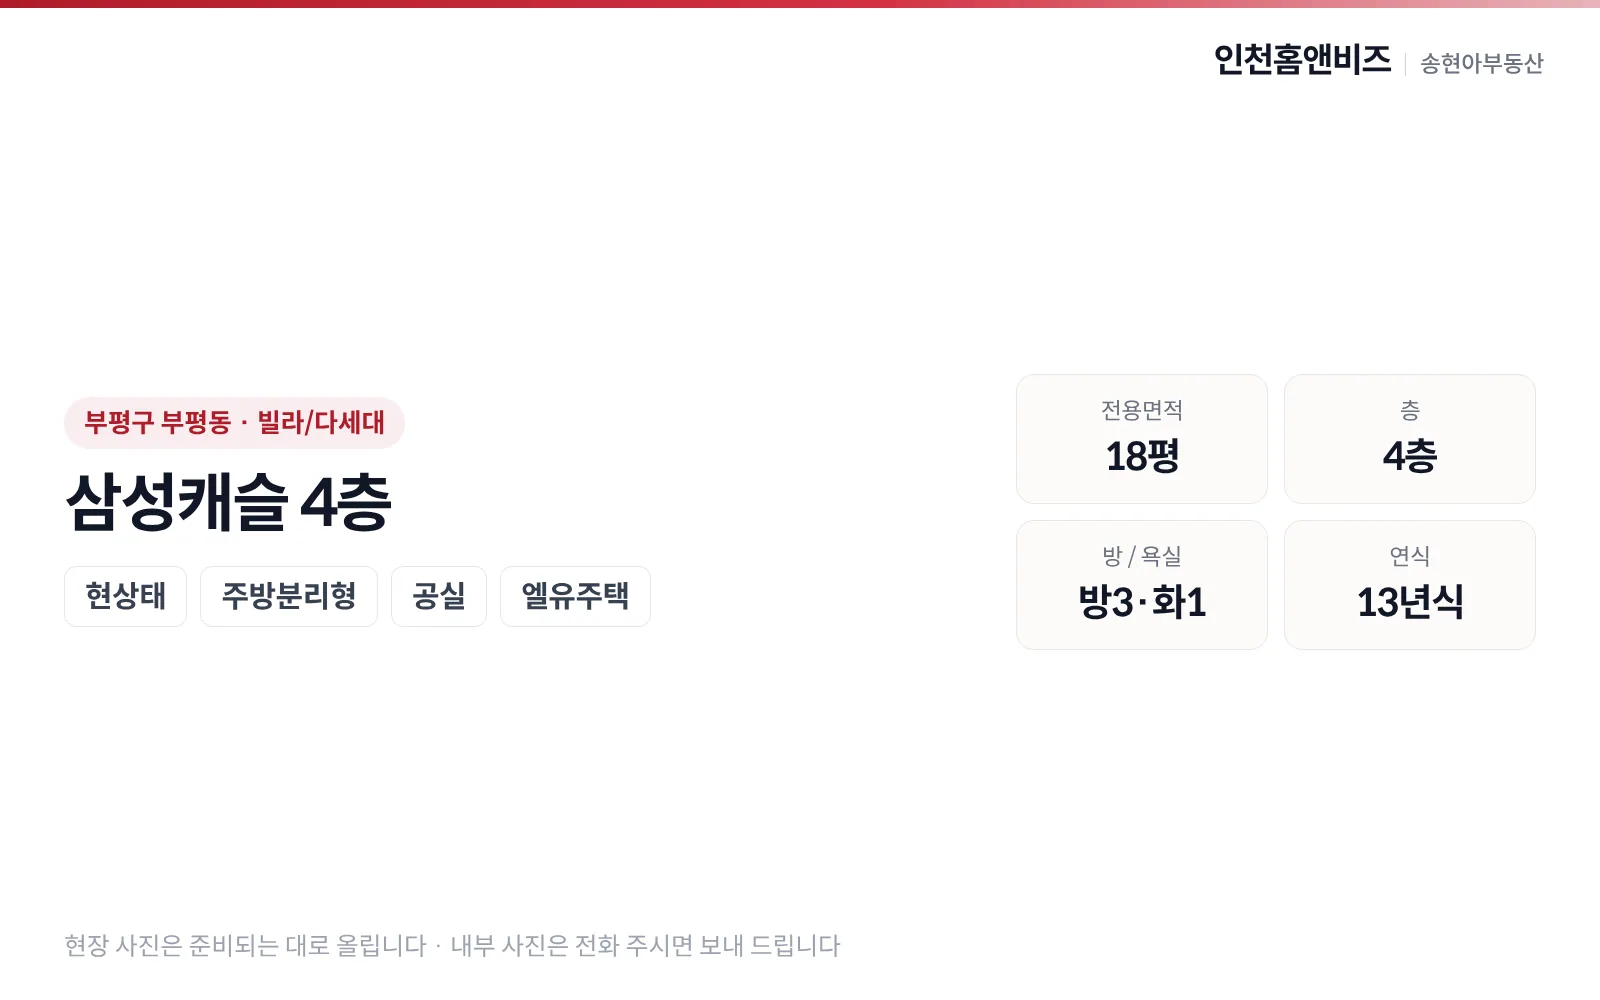 인천홈앤비즈 송현아부동산
부평구 부평동 · 빌라/다세대
삼성캐슬 4층
현상태 주방분리형 공실 엘유주택
전용면적
18평
층
4층
방 / 욕실
방3·화1
연식
13년식
현장 사진은 준비되는 대로 올립니다 · 내부 사진은 전화 주시면 보내 드립니다